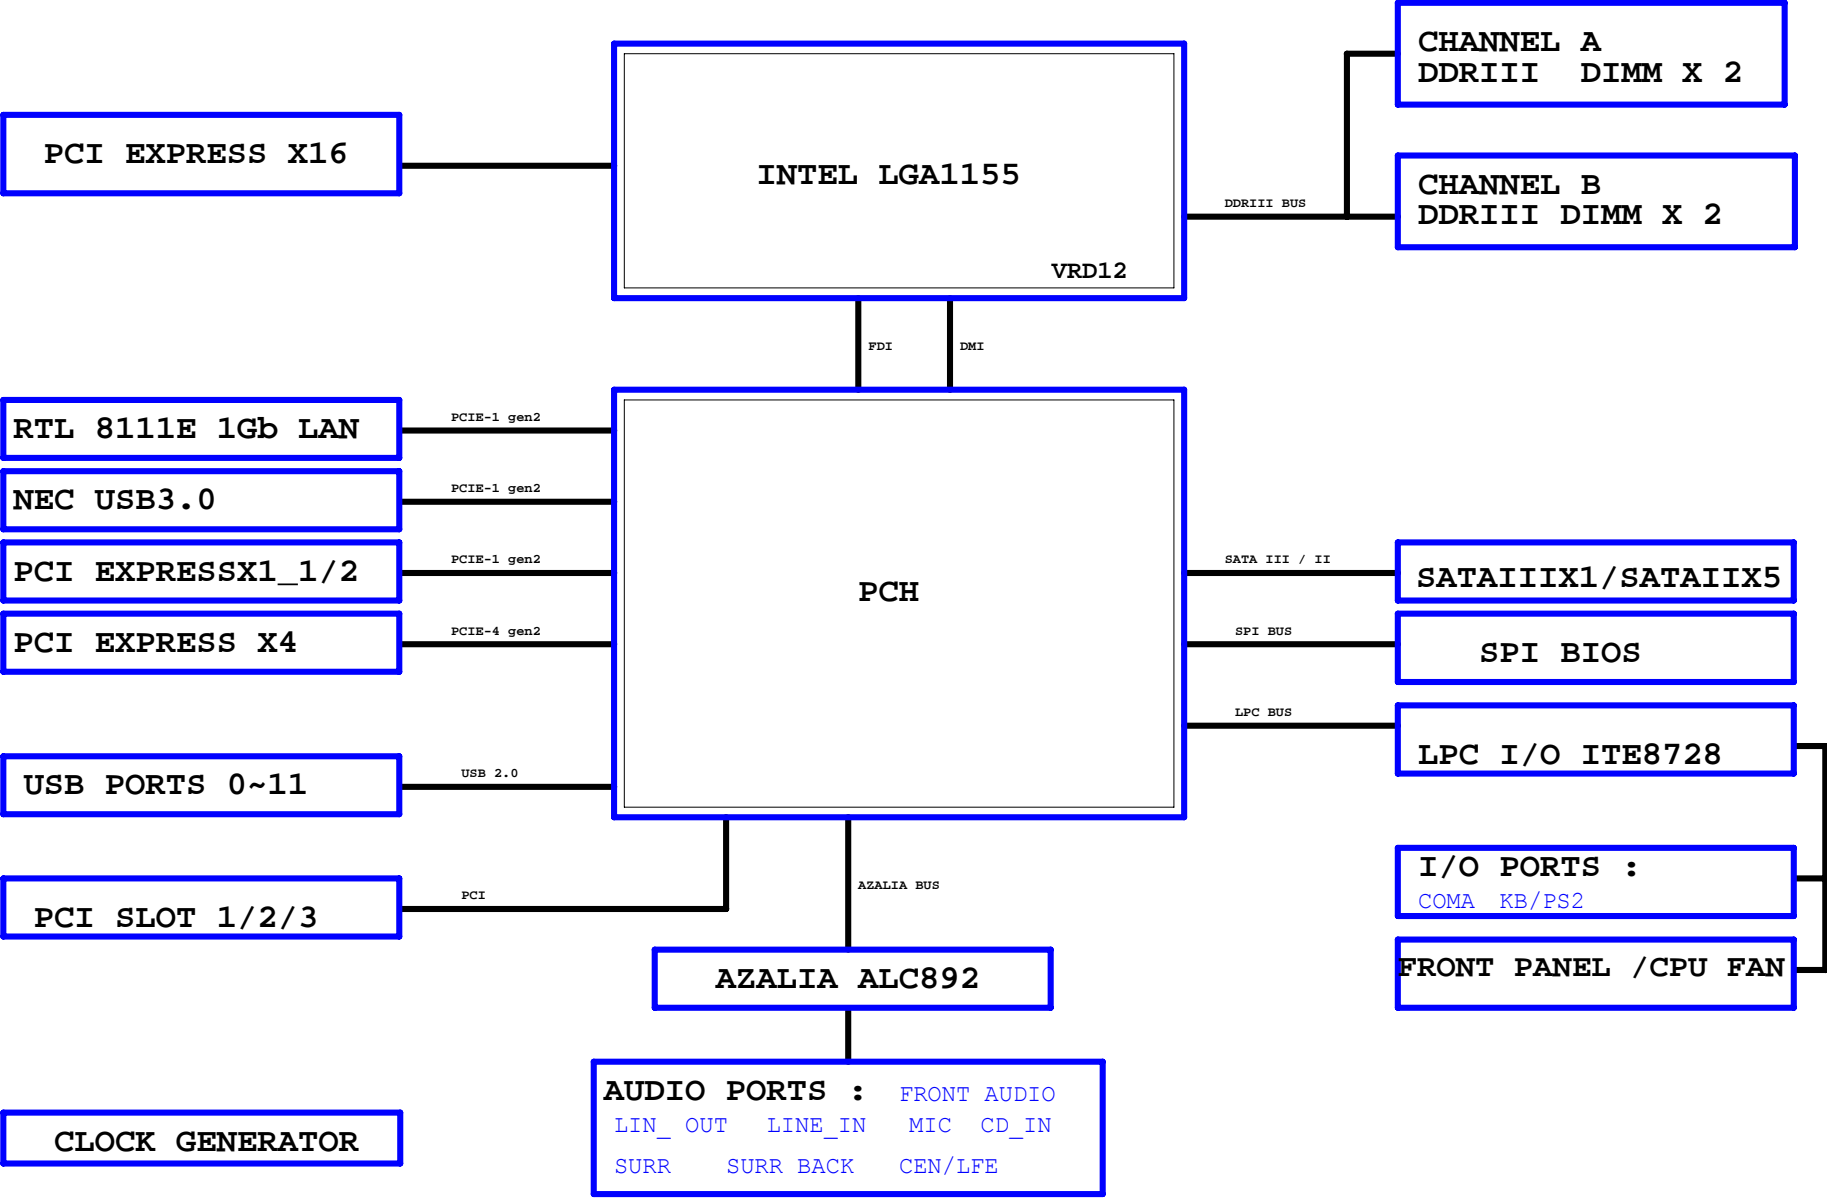 CHANNEL A
DDRIII DIMM X 2
PCI EXPRESS X16
INTEL LGA1155
CHANNEL B
DDRIII BUS
DDRIII DIMM X 2
VRD12
FDI
DMI
RTL 8111E 1Gb LAN
PCIE-1 gen2
NEC USB3.0
PCIE-1 gen2
PCI EXPRESSX1_1/2
PCIE-1 gen2
SATA III / II
SATAIIIX1/SATAIIX5
PCH
PCI EXPRESS X4
PCIE-4 gen2
SPI BUS
SPI BIOS
LPC BUS
LPC I/O ITE8728
USB PORTS 0~11
USB 2.0
I/O PORTS :
COMA KB/PS2
PCI SLOT 1/2/3
PCI
AZALIA BUS
FRONT PANEL /CPU FAN
AZALIA ALC892
AUDIO PORTS : FRONT AUDIO
LIN_ OUT LINE_IN MIC CD_IN
SURR SURR BACK CEN/LFE
CLOCK GENERATOR